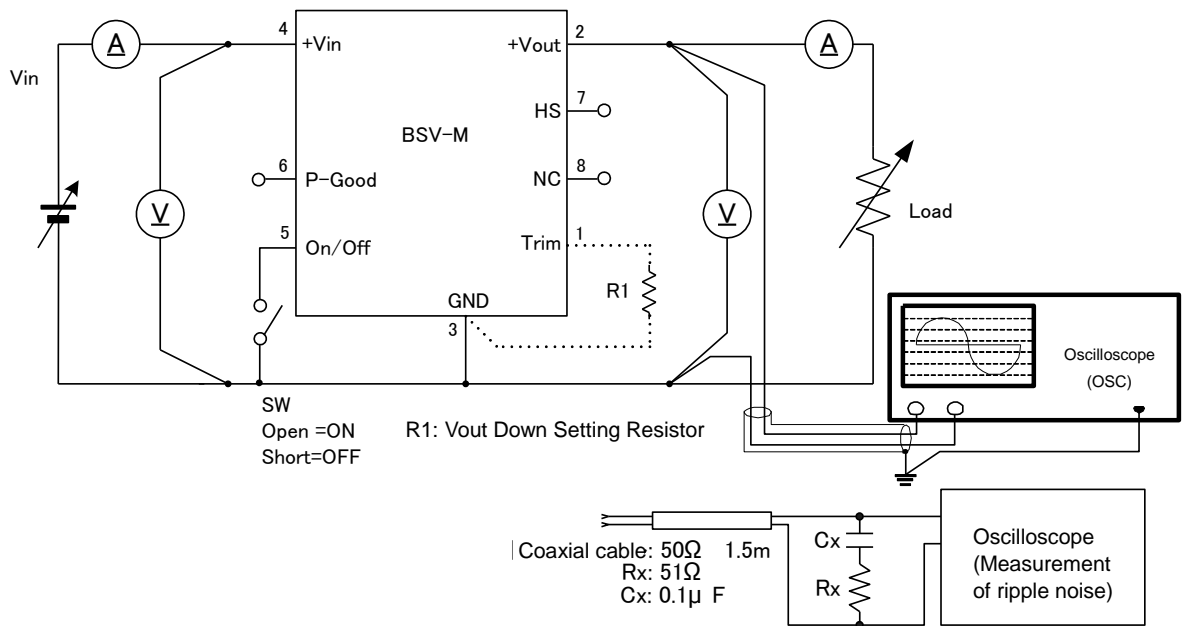 A
4
+Vin
+Vout
2
A
Vin
7
HS
BSV-M
6
8
P-Good
NC
V
V
5
On/Off
Trim
1
Load
R1
GND
3
Oscilloscope
(OSC)
SW
Open =ON
Short=OFF
R1: Vout Down Setting Resistor
Coaxial cable: 50Ω 1.5m
Rx: 51Ω
Cx: 0.1μ F
Cx
Rx
Oscilloscope
(Measurement
of ripple noise)